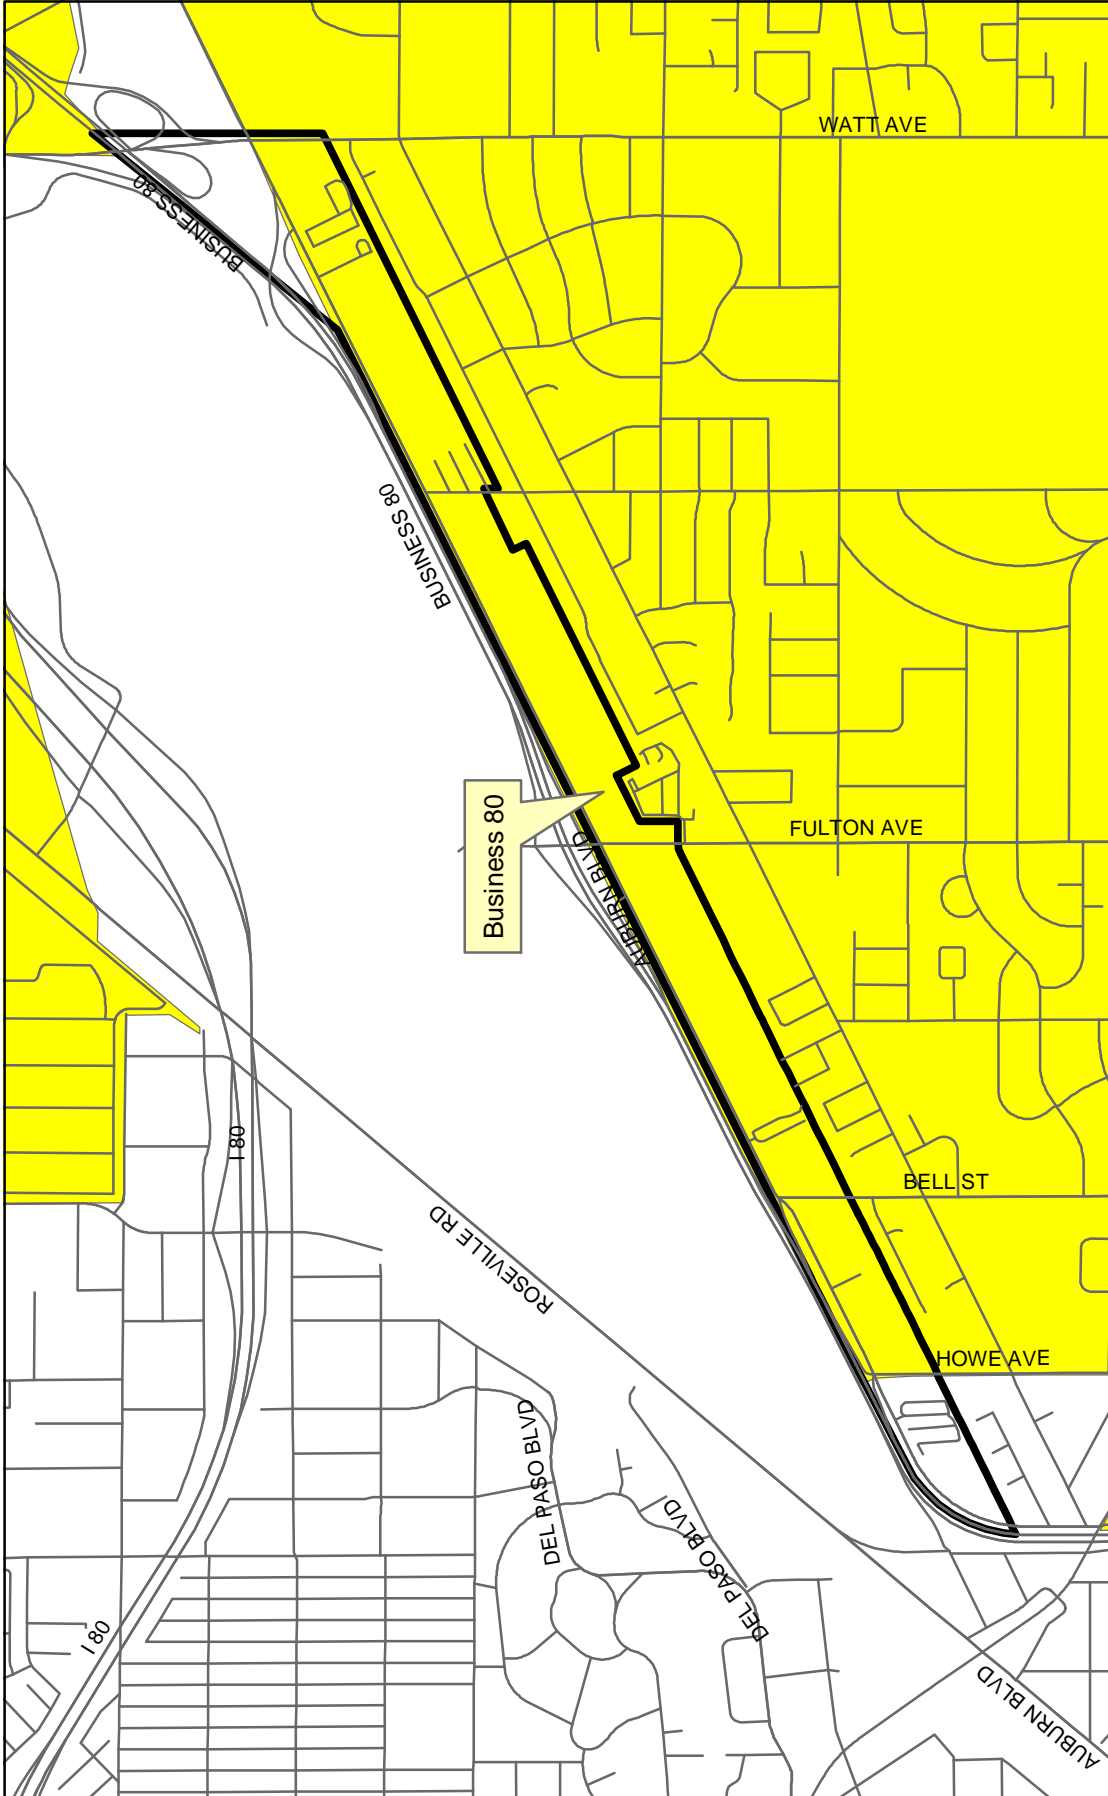 WATT AVE
BUSINESS 80
BUSINESS 80
Business 80
AUBURN BLVD
FULTON AVE
I 80
BELL ST
ROSEVILLE RD
HOWE AVE
DEL PASO BLVD
DEL PASO BLVD
I 80
AUBURN BLVD